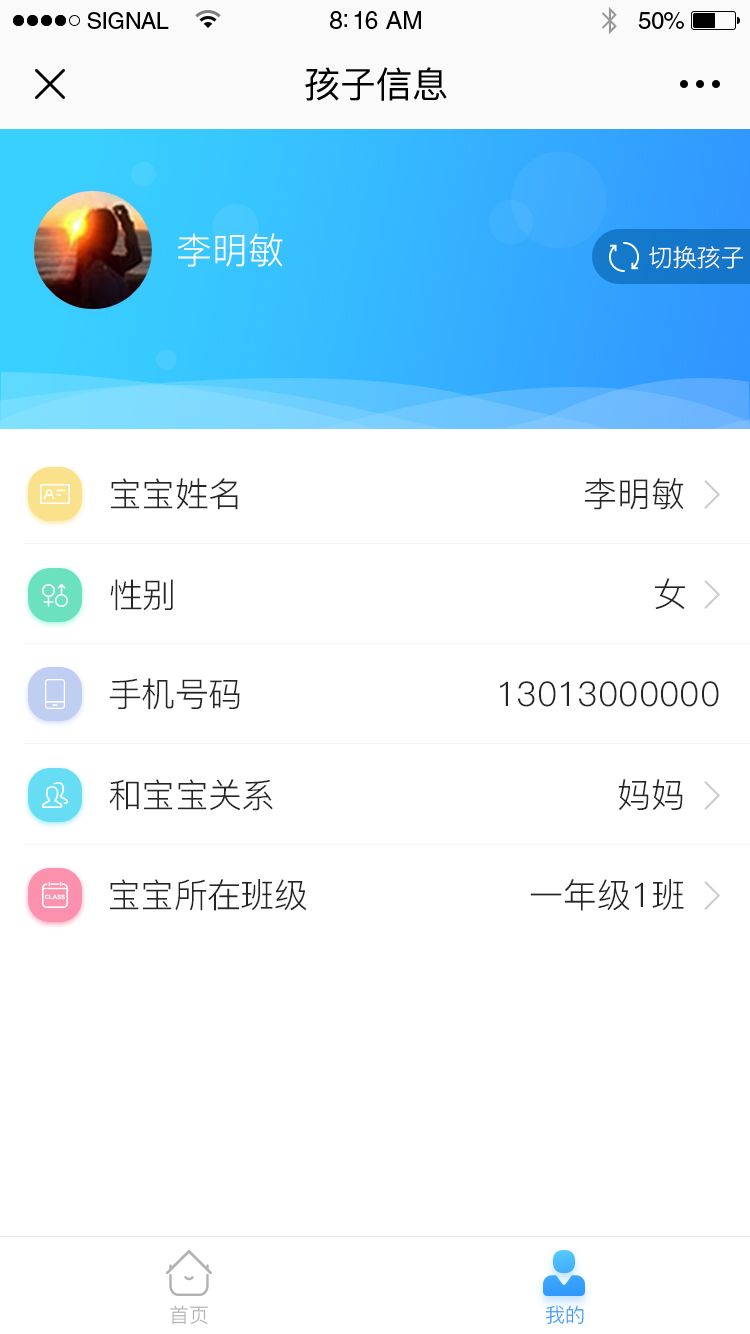 SIGNAL 8:16 AM 50%
孩子信息
李明敏
切换孩子
宝宝姓名 李明敏
性别 女
手机号码 13013000000
和宝宝关系 妈妈
CLASS 宝宝所在班级 一年级1班
首页 我的